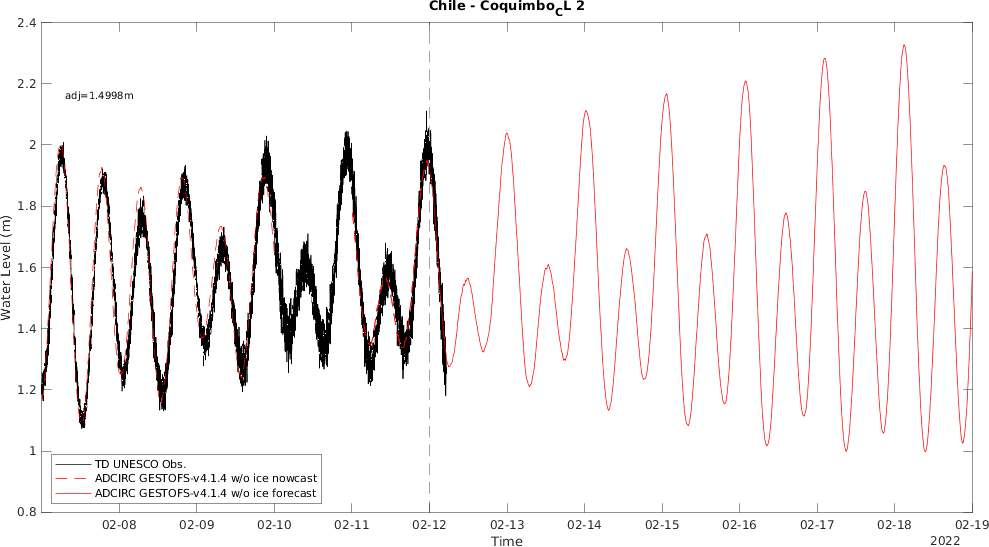 Chile - Coquimbo_CL 2
2.4
2.2
2
1.8
1.6
1.4
1.2
1
0.8
Water Level (m)
adj=1.4998m
TD UNESCO Obs.
ADCIRC GESTOFS-v4.1.4 w/o ice nowcast
ADCIRC GESTOFS-v4.1.4 w/o ice forecast
02-08 02-09 02-10 02-11 02-12 02-13 02-14 02-15 02-16 02-17 02-18 02-19
Time
2022